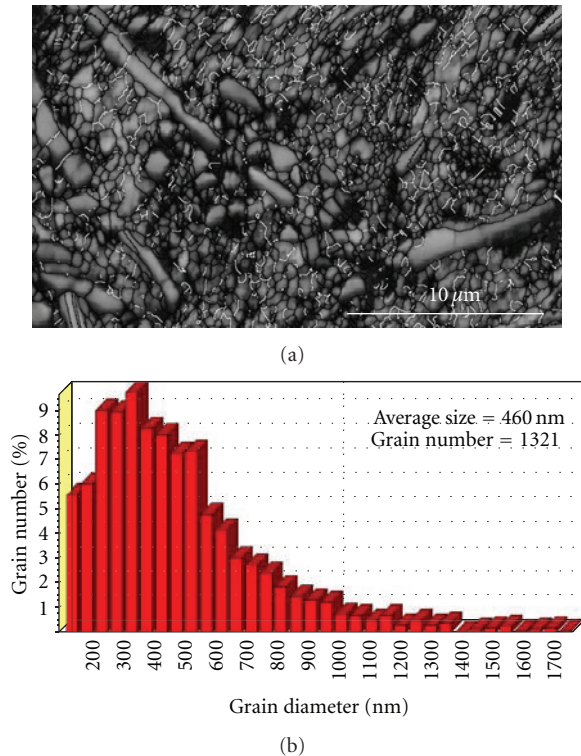 10 μm
(a)
Average size = 460 nm
Grain number = 1321
Grain number (%)
9
8
7
6
5
4
3
2
1
200 300 400 500 600 700 800 900 1000 1100 1200 1300 1400 1500 1600 1700
Grain diameter (nm)
(b)